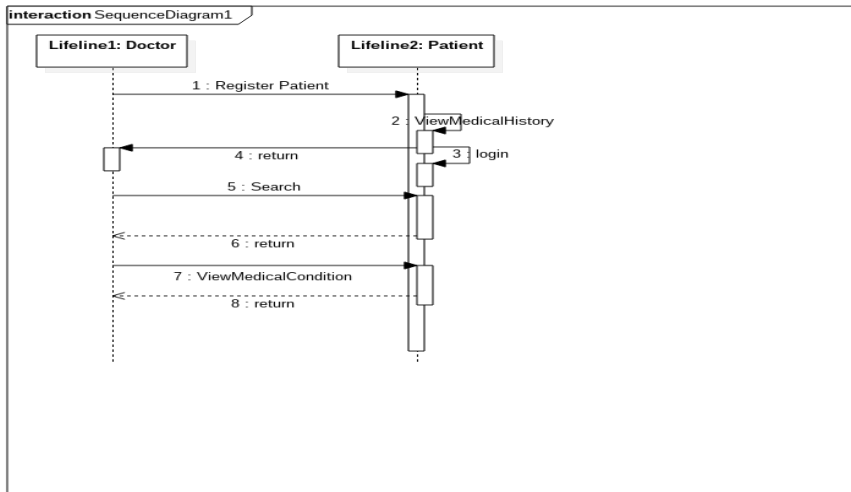 interaction SequenceDiagram1
Lifeline1: Doctor
Lifeline2: Patient
1 : Register Patient
2 : ViewMedicalHistory
3 : login
4 : return
5 : Search
6 : return
7 : ViewMedicalCondition
8 : return